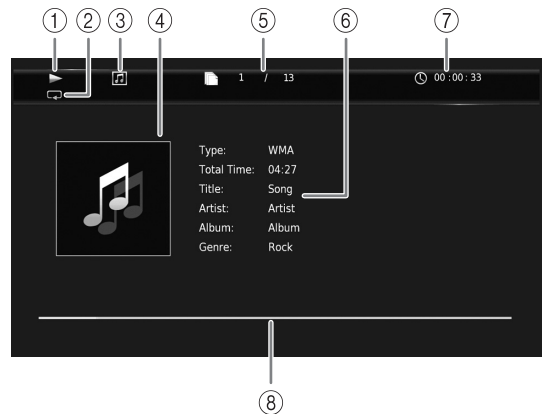 ① ② ③ ④ ⑤ ⑥ ⑦
1 / 13 00:00:33
Type: WMA
Total Time: 04:27
Title: Song
Artist: Artist
Album: Album
Genre: Rock
⑧